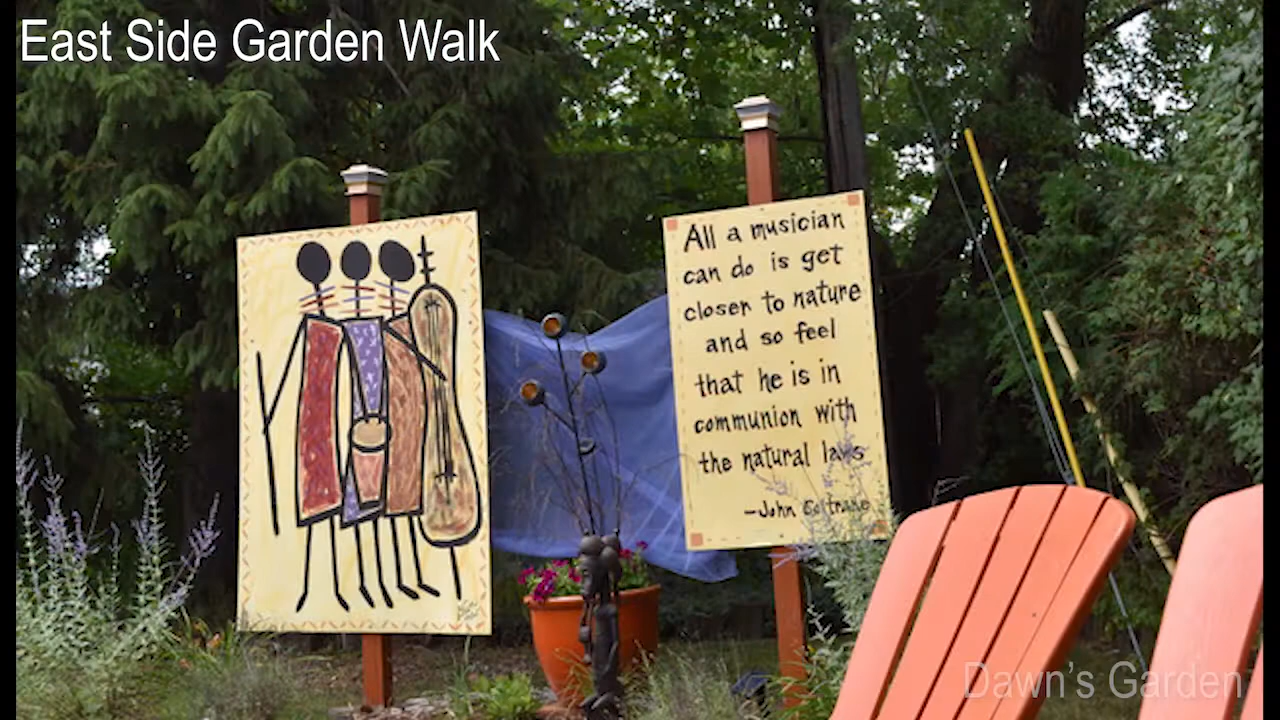 East Side Garden Walk
All a musician
can do is get
closer to nature
and so feel
that he is in
communion with
the natural laws
—John Coltrane
Dawn's Garden